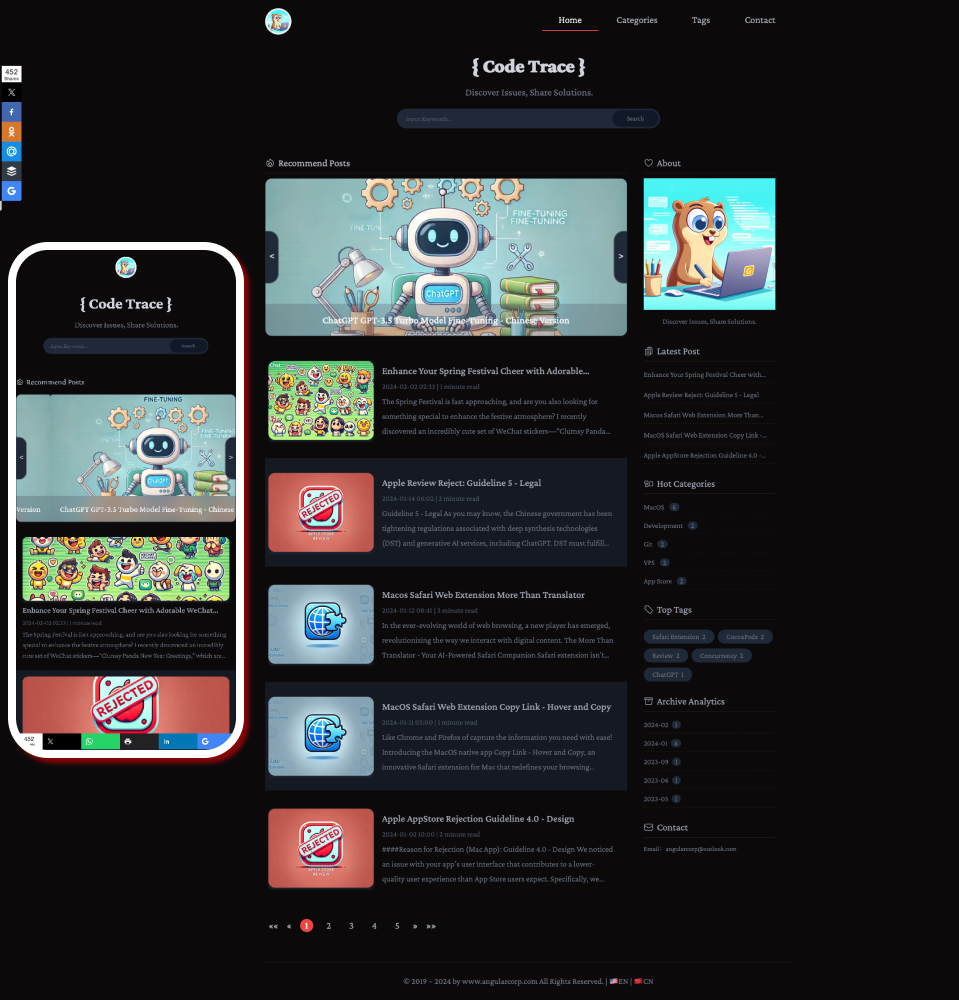 Home Categories Tags Contact
{ Code Trace }
Discover Issues, Share Solutions.
Input Keywords... Search
452
Shares
Recommend Posts
FINE-TUNING
FINE-TUNING
FINE-TUNING
FINE TUN
ChatGPT
< >
ChatGPT GPT-3.5 Turbo Model Fine-Tuning - Chinese Version
Enhance Your Spring Festival Cheer with Adorable...
2024-02-02 02:33 | 1 minute read
The Spring Festival is fast approaching, and are you also looking for
something special to enhance the festive atmosphere? I recently
discovered an incredibly cute set of WeChat stickers—"Clumsy Panda...
REJECTED
APPLE STORE
REVIEW
Apple Review Reject: Guideline 5 - Legal
2024-01-14 06:02 | 2 minute read
Guideline 5 - Legal As you may know, the Chinese government has been
tightening regulations associated with deep synthesis technologies
(DST) and generative AI services, including ChatGPT. DST must fulfill...
Macos Safari Web Extension More Than Translator
2024-01-12 08:41 | 3 minute read
In the ever-evolving world of web browsing, a new player has emerged,
revolutionizing the way we interact with digital content. The More Than
Translator - Your AI-Powered Safari Companion Safari extension isn't...
MacOS Safari Web Extension Copy Link - Hover and Copy
2024-01-11 05:00 | 1 minute read
Like Chrome and Firefox of capture the information you need with ease!
Introducing the MacOS native app Copy Link - Hover and Copy, an
innovative Safari extension for Mac that redefines your browsing...
REJECTED
APPLE STORE
REVIEW
Apple AppStore Rejection Guideline 4.0 - Design
2024-01-02 10:00 | 2 minute read
####Reason for Rejection (Mac App): Guideline 4.0 - Design We noticed
an issue with your app's user interface that contributes to a lower-
quality user experience than App Store users expect. Specifically, we...
«« « 1 2 3 4 5 » »»
About
Discover Issues, Share Solutions.
Latest Post
Enhance Your Spring Festival Cheer with...
Apple Review Reject: Guideline 5 - Legal
Macos Safari Web Extension More Than...
MacOS Safari Web Extension Copy Link -...
Apple AppStore Rejection Guideline 4.0 -...
Hot Categories
MacOS 6
Development 2
Git 2
VPS 2
App Store 2
Top Tags
Safari Extension 2 CocoaPods 2
Review 2 Concurrency 2
ChatGPT 1
Archive Analytics
2024-02 1
2024-01 6
2023-09 1
2023-06 1
2023-05 1
Contact
Email: angularcorp@outlook.com
© 2019 ~ 2024 by www.angularcorp.com All Rights Reserved. | 🇺🇸EN | 🇨🇳CN
{ Code Trace }
Discover Issues, Share Solutions.
Input Keywords... Search
Recommend Posts
FINE-TUNING
ChatGPT
< >
Version ChatGPT GPT-3.5 Turbo Model Fine-Tuning - Chinese
Enhance Your Spring Festival Cheer with Adorable WeChat...
2024-02-02 02:33 | 1 minute read
The Spring Festival is fast approaching, and are you also looking for something
special to enhance the festive atmosphere? I recently discovered an incredibly
cute set of WeChat stickers—"Clumsy Panda New Year Greetings," which are...
REJECTED
452